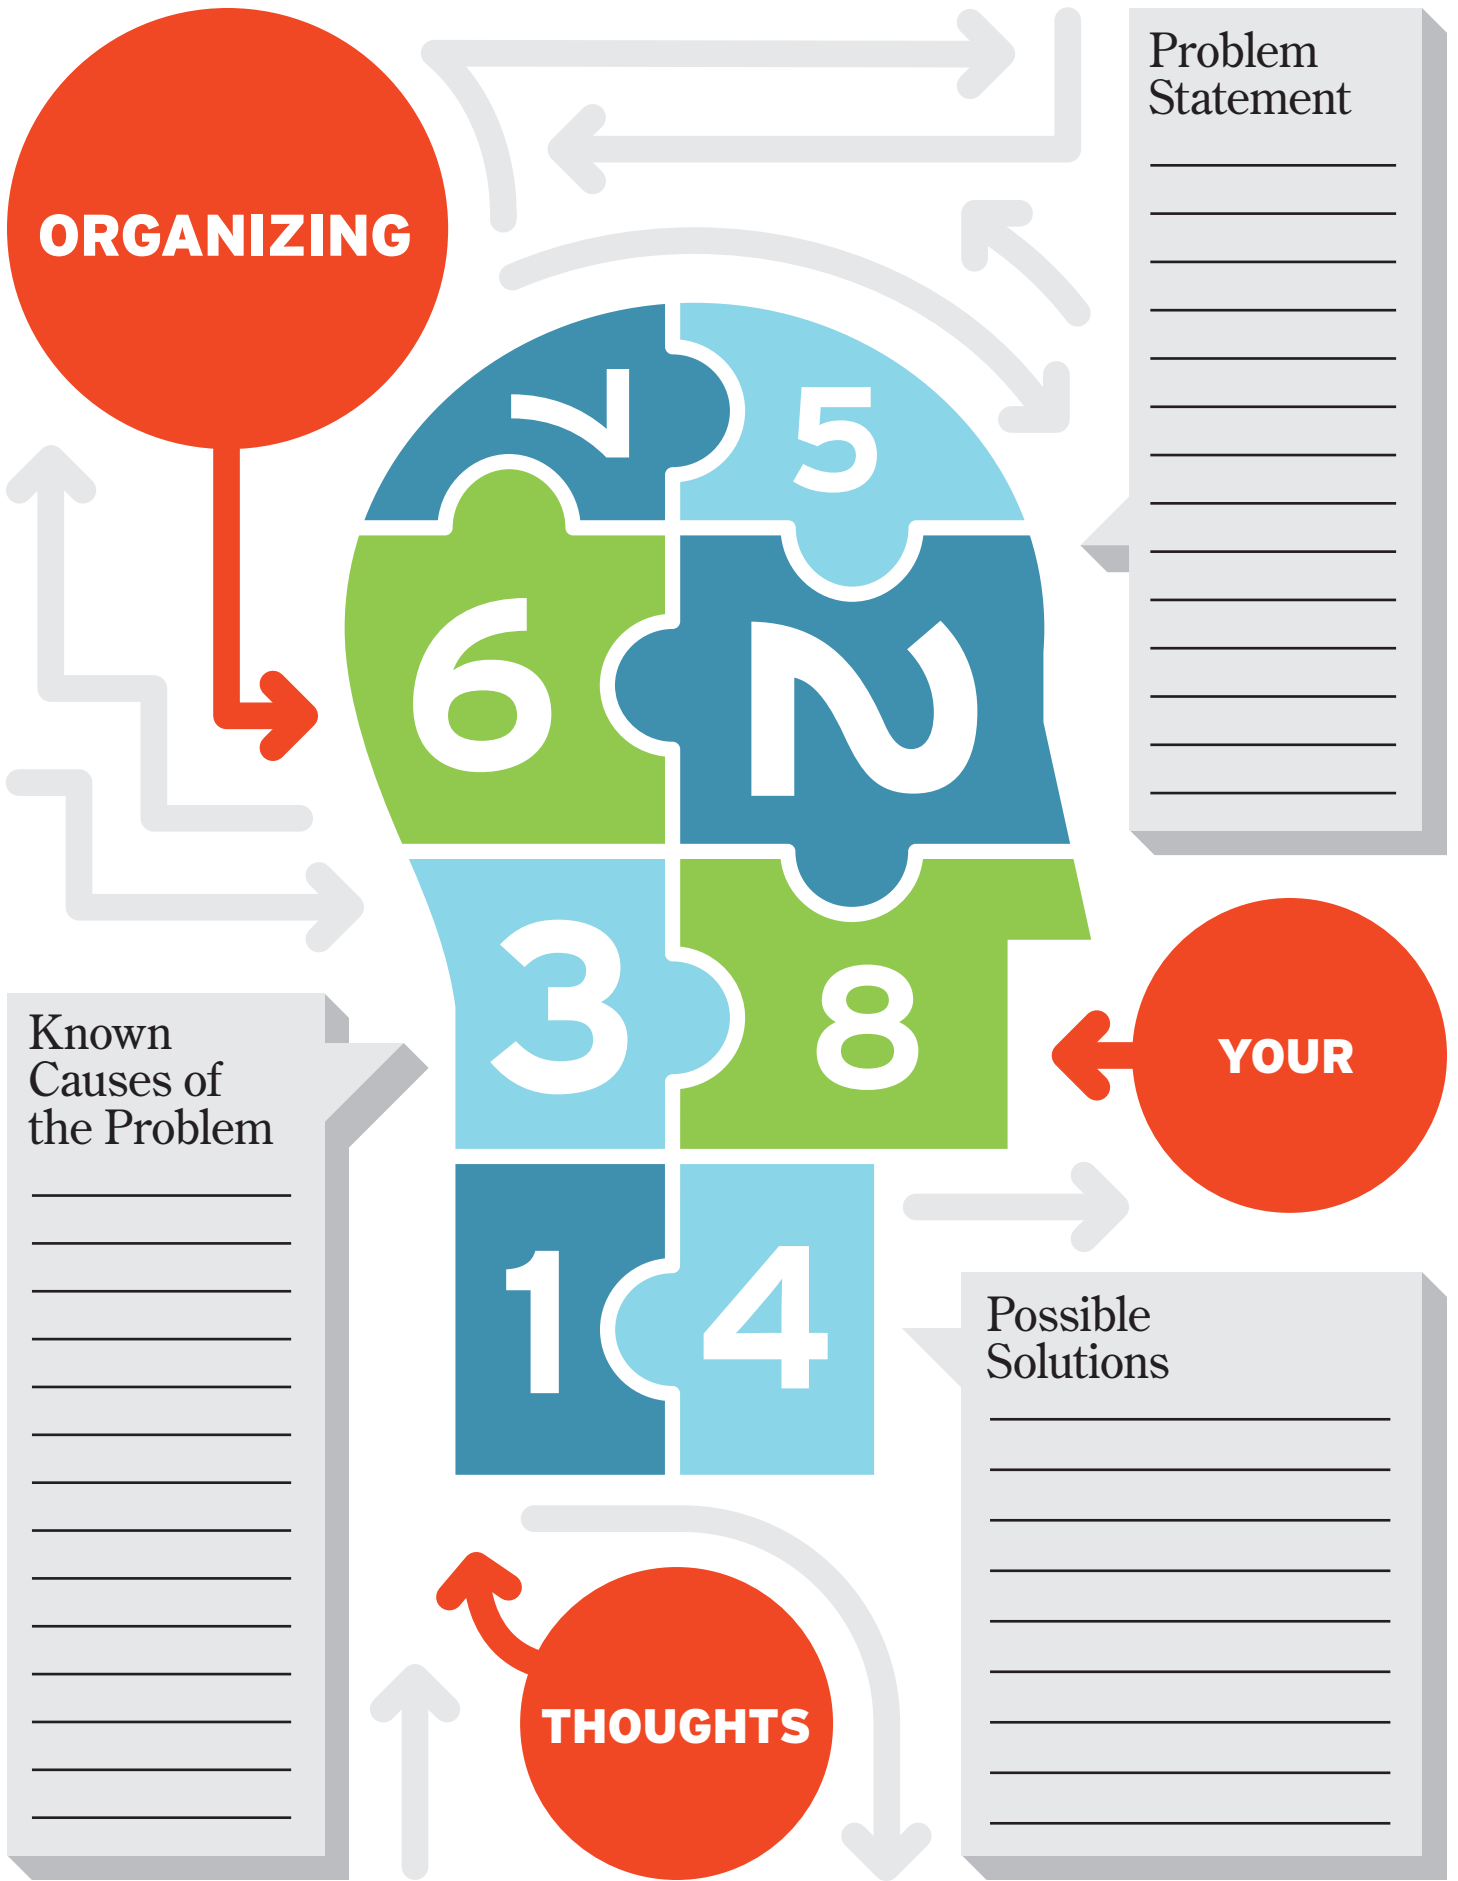 ORGANIZING
Problem
Statement
7
5
6
2
3
8
YOUR
Known
Causes of
the Problem
1
4
Possible
Solutions
THOUGHTS